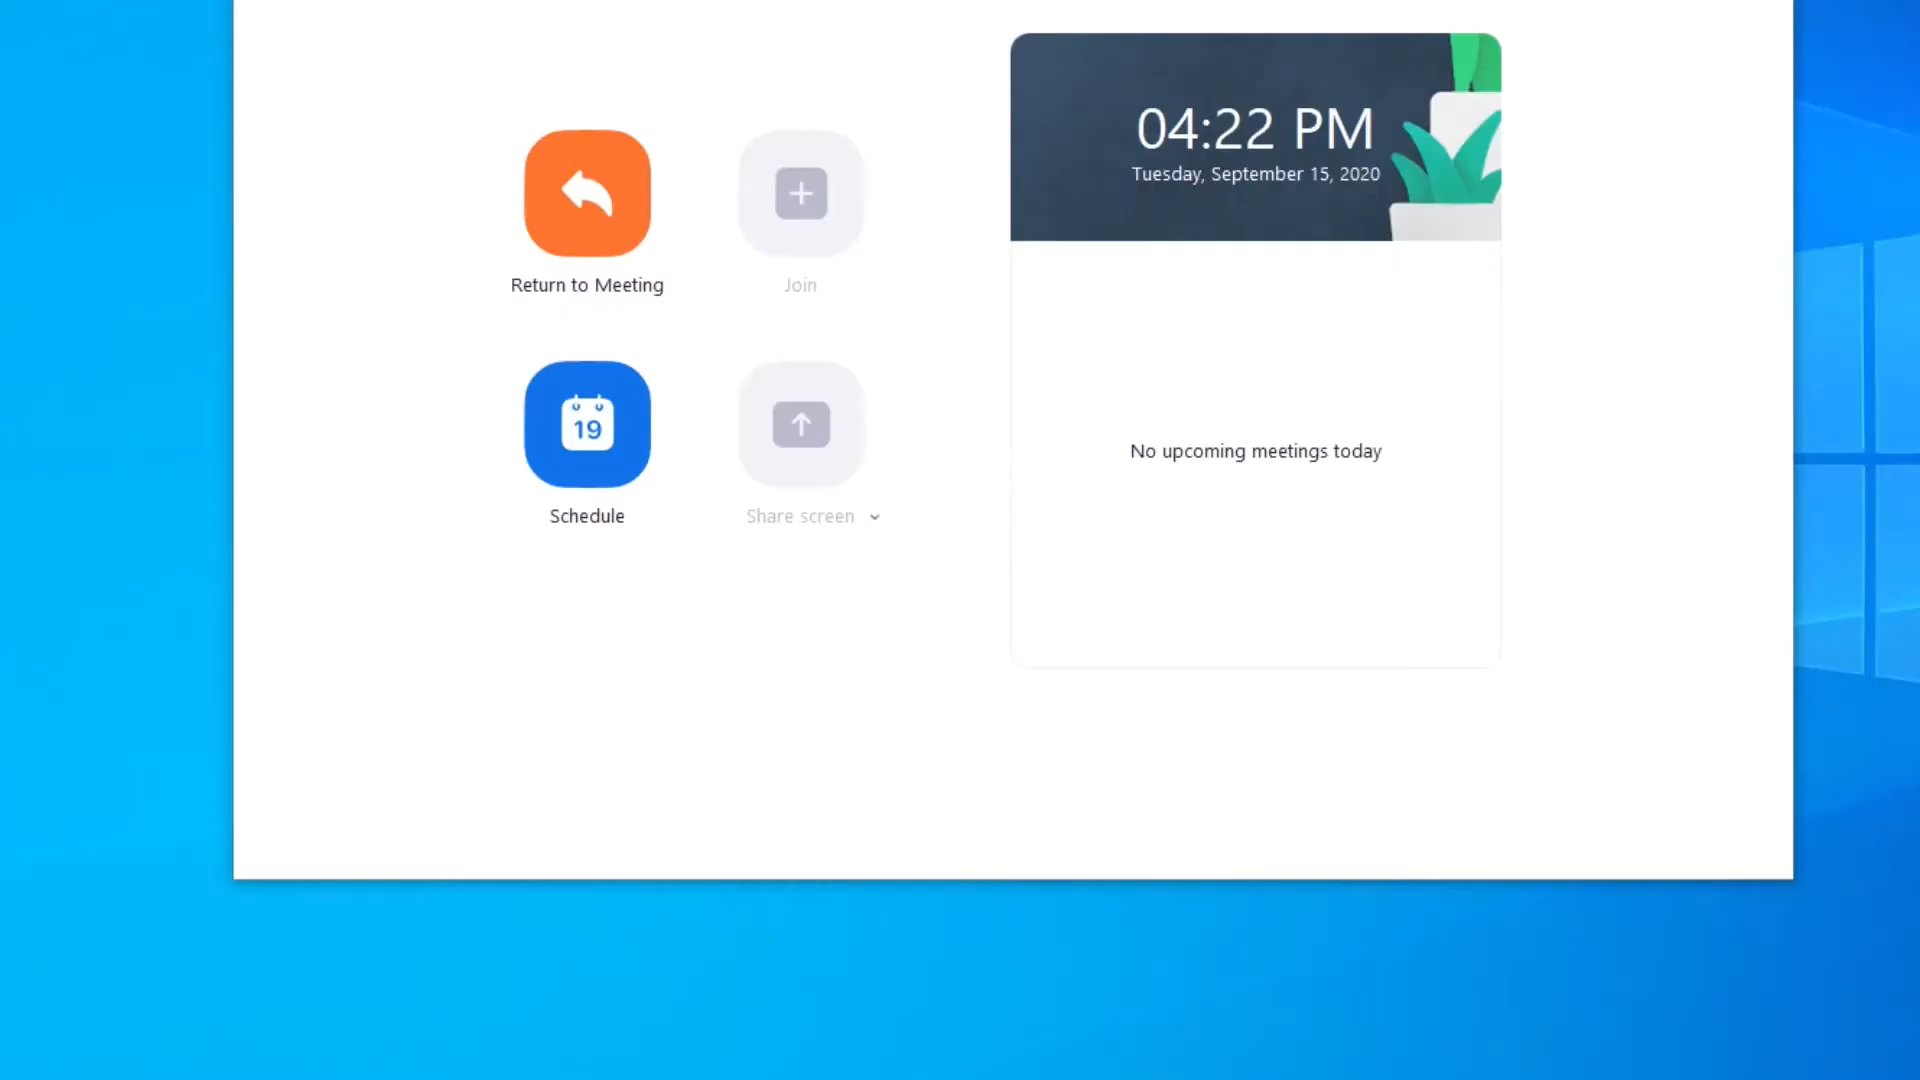 04:22 PM
Tuesday, September 15, 2020
Return to Meeting
Join
19
Schedule
Share screen
No upcoming meetings today